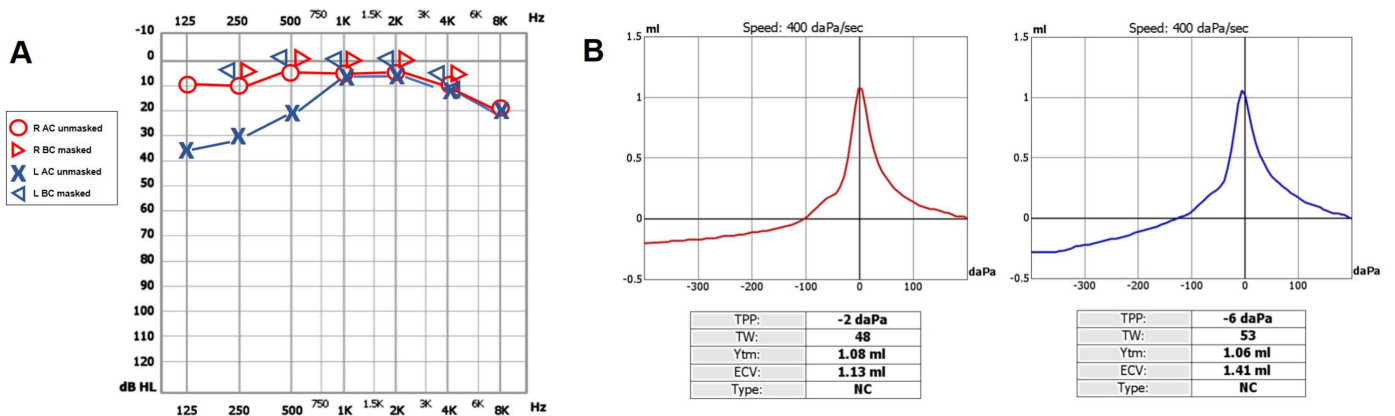 A
125 250 500 750 1K 1.5K 2K 3K 4K 6K 8K Hz
-10
0
10
20
30
40
50
60
70
80
90
100
110
120
dB HL
125 250 500 750 1K 1.5K 2K 3K 4K 6K 8K Hz
R AC unmasked
R BC masked
L AC unmasked
L BC masked
B
ml Speed: 400 daPa/sec
1.5
1
0.5
0
-0.5
-300 -200 -100 0 100
daPa
TPP: -2 daPa
TW: 48
Ytm: 1.08 ml
ECV: 1.13 ml
Type: NC
ml Speed: 400 daPa/sec
1.5
1
0.5
0
-0.5
-300 -200 -100 0 100
daPa
TPP: -6 daPa
TW: 53
Ytm: 1.06 ml
ECV: 1.41 ml
Type: NC